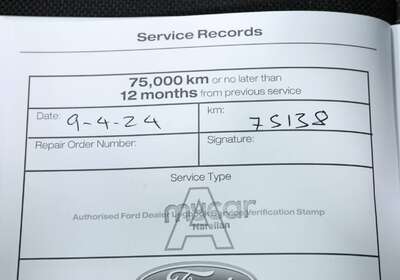 Service Records
75,000 km or no later than
12 months from previous service
Date: 9-4-24 km: 75138
Repair Order Number: Signature:
Service Type
A
mycar
Authorised Ford Dealer Verification Stamp
Narellan
Ford